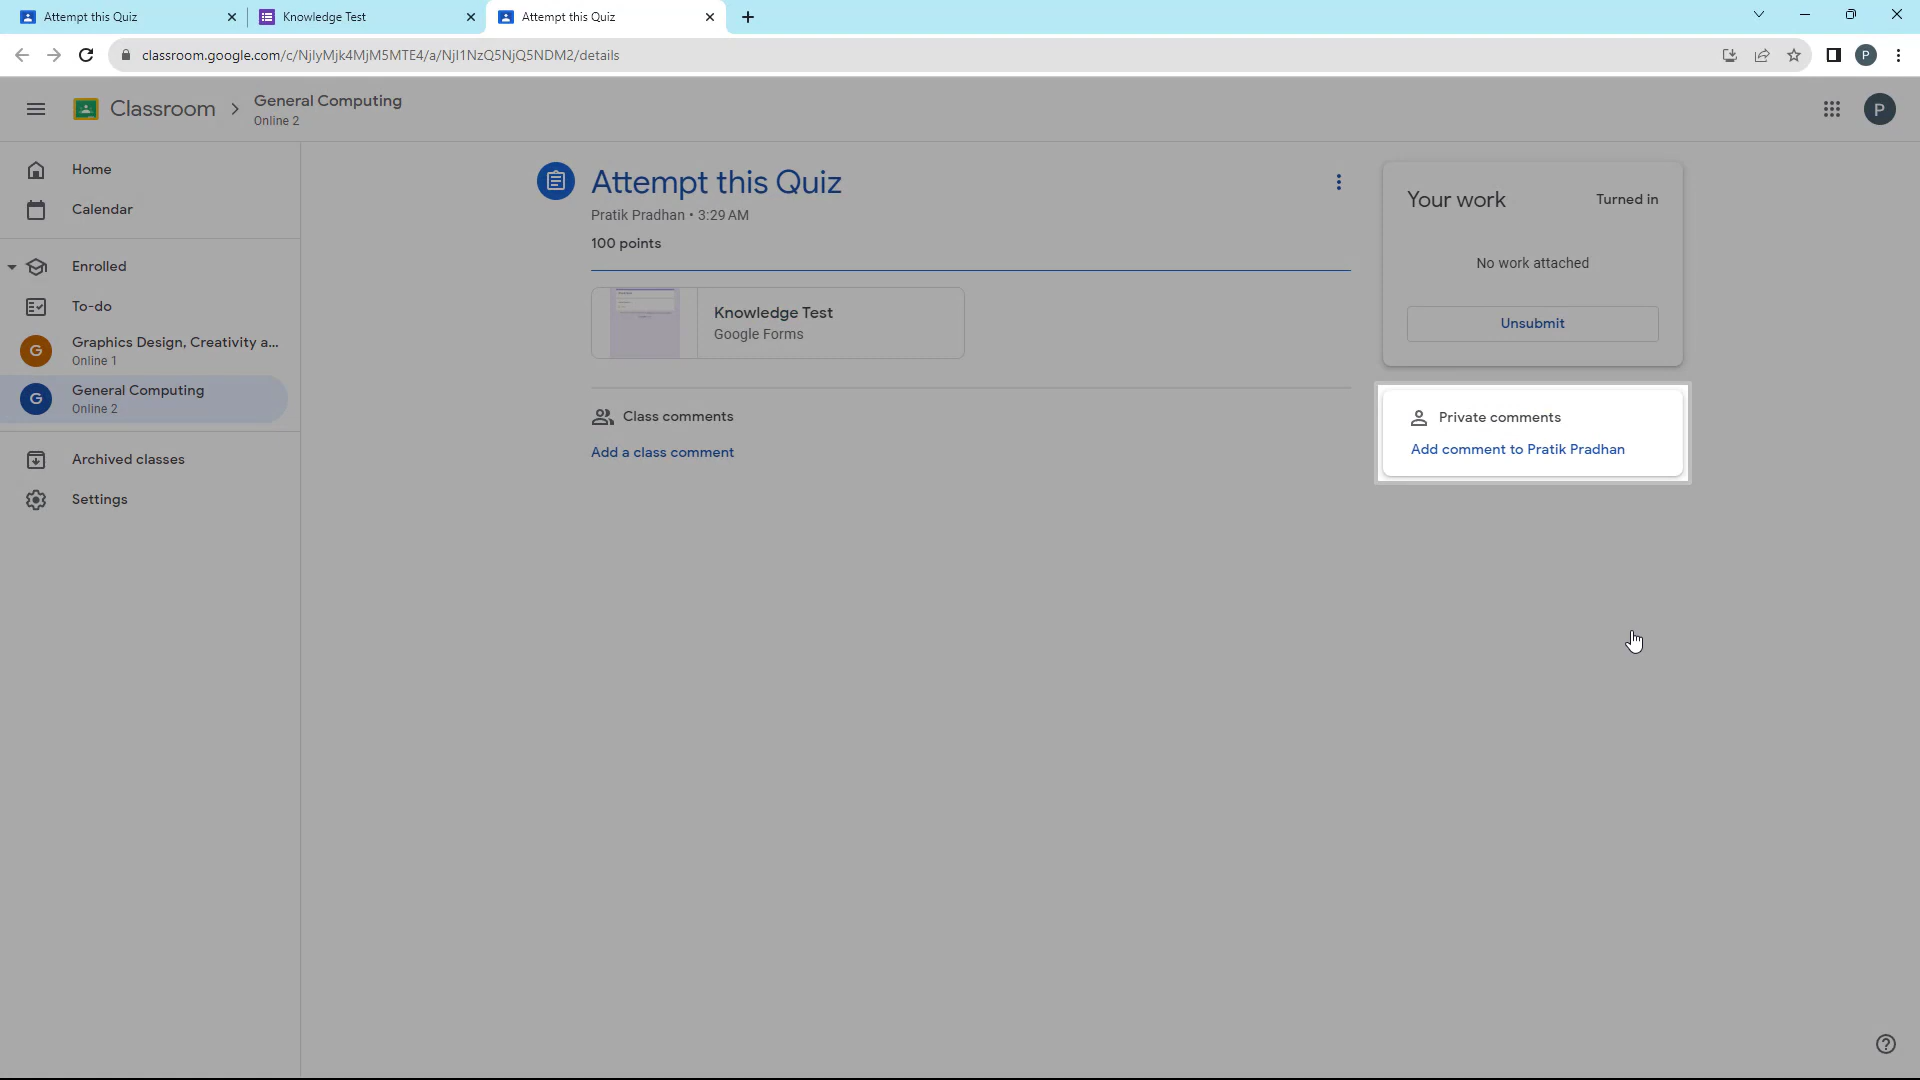 Attempt this Quiz
Knowledge Test
Attempt this Quiz
classroom.google.com/c/NjIyMjk4MjM5MTE4/a/NjI1NzQ5NjQ5NDM2/details
P
Classroom
General Computing
Online 2
P
Home
Calendar
Enrolled
To-do
G
Graphics Design, Creativity a...
Online 1
G
General Computing
Online 2
Archived classes
Settings
Attempt this Quiz
Pratik Pradhan • 3:29 AM
100 points
Knowledge Test
Google Forms
Class comments
Add a class comment
Your work
Turned in
No work attached
Unsubmit
Private comments
Add comment to Pratik Pradhan